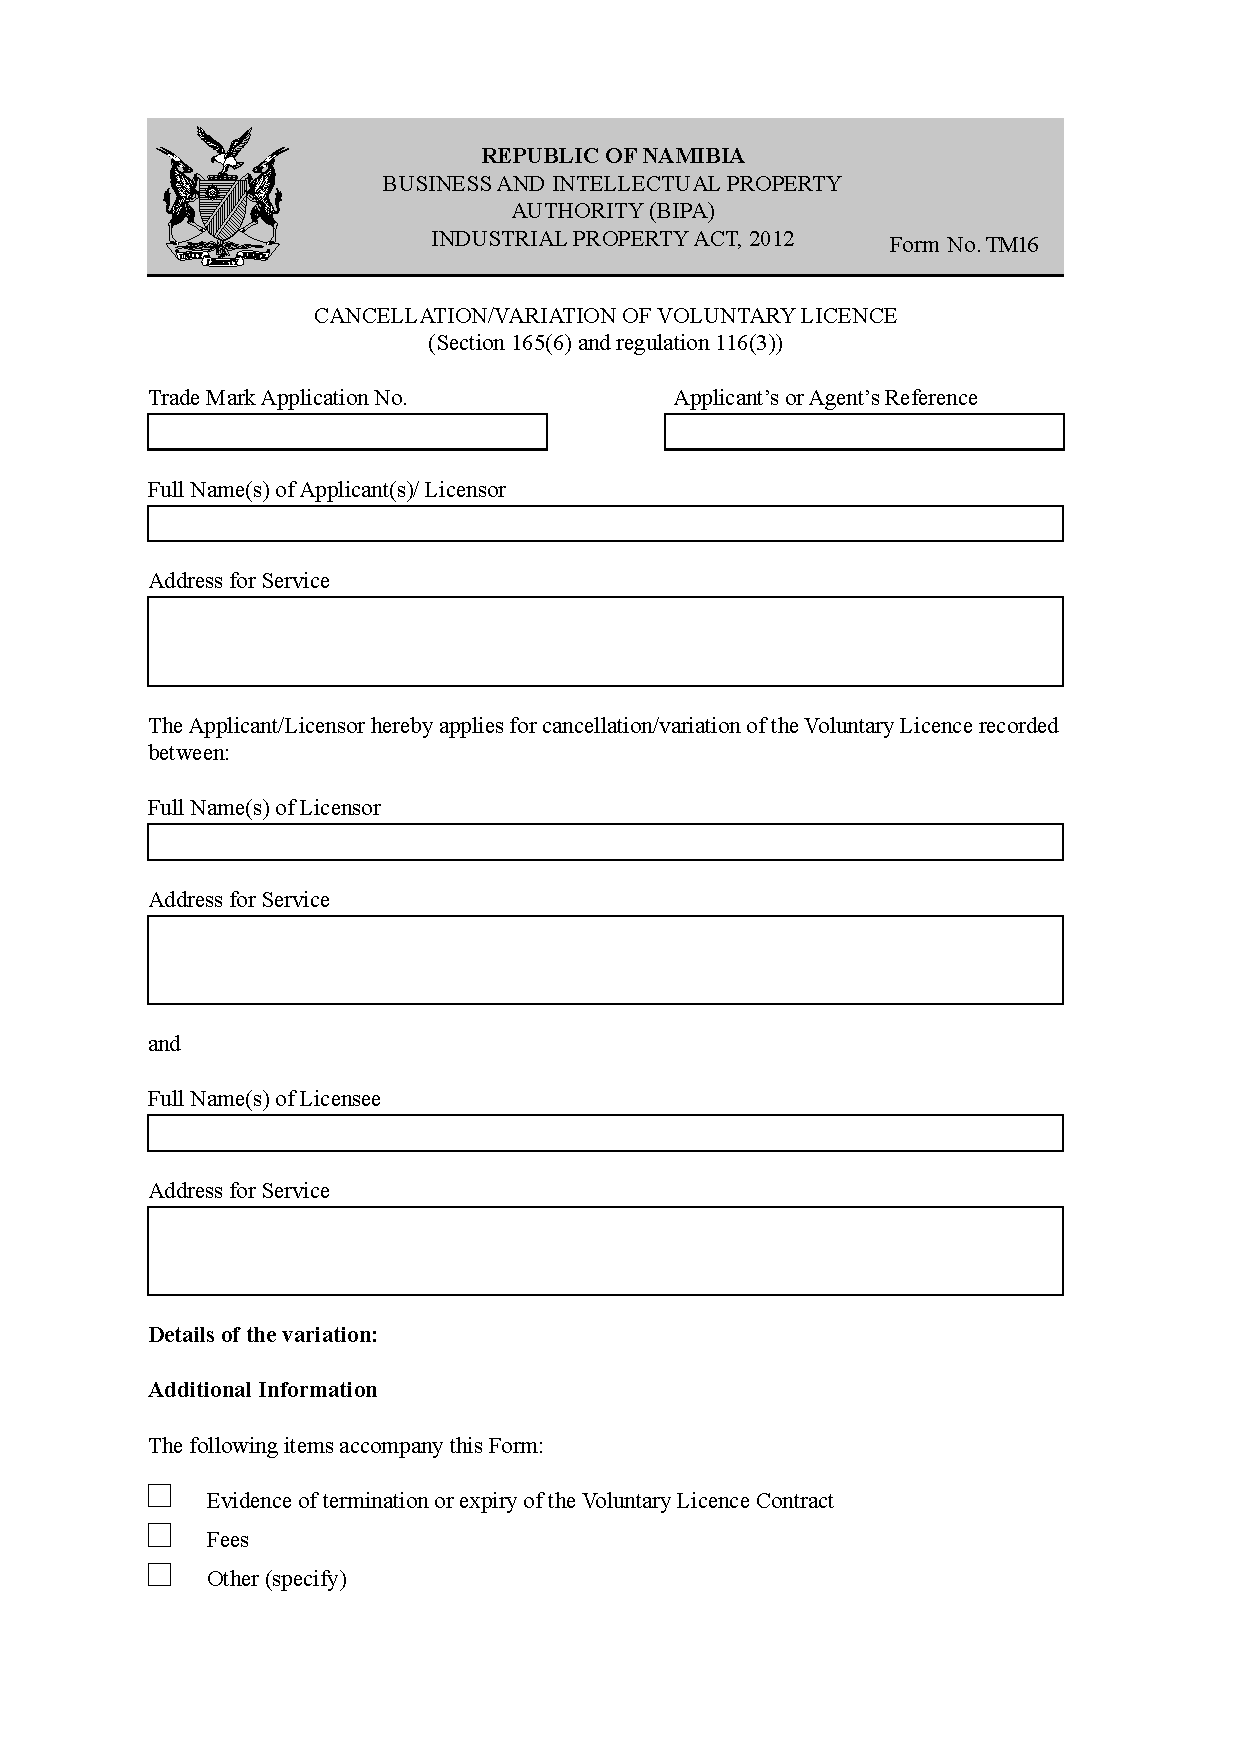 REPUBLIC OF NAMIBIA
BUSINESS AND INTELLECTUAL PROPERTY
AUTHORITY (BIPA)
INDUSTRIAL PROPERTY ACT, 2012
Form No. TM16
CANCELLATION/VARIATION OF VOLUNTARY LICENCE
(Section 165(6) and regulation 116(3))
Trade Mark Application No.
Applicant’s or Agent’s Reference
Full Name(s) of Applicant(s)/ Licensor
Address for Service
The Applicant/Licensor hereby applies for cancellation/variation of the Voluntary Licence recorded
between:
Full Name(s) of Licensor
Address for Service
and
Full Name(s) of Licensee
Address for Service
Details of the variation:
Additional Information
The following items accompany this Form:
Evidence of termination or expiry of the Voluntary Licence Contract
Fees
Other (specify)